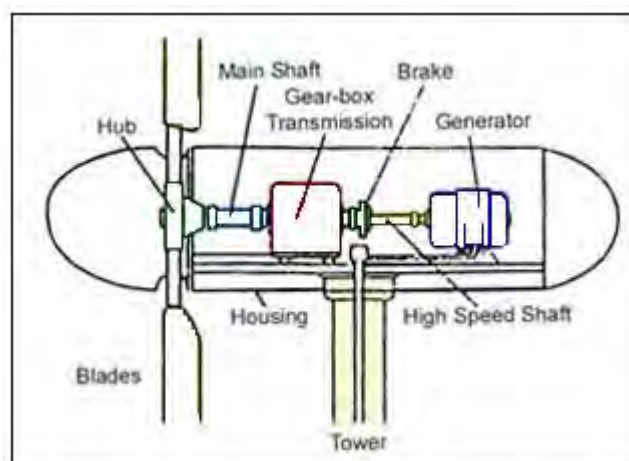 Main Shaft
Brake
Gear-box
Transmission
Hub
Generator
Housing
High Speed Shaft
Blades
Tower